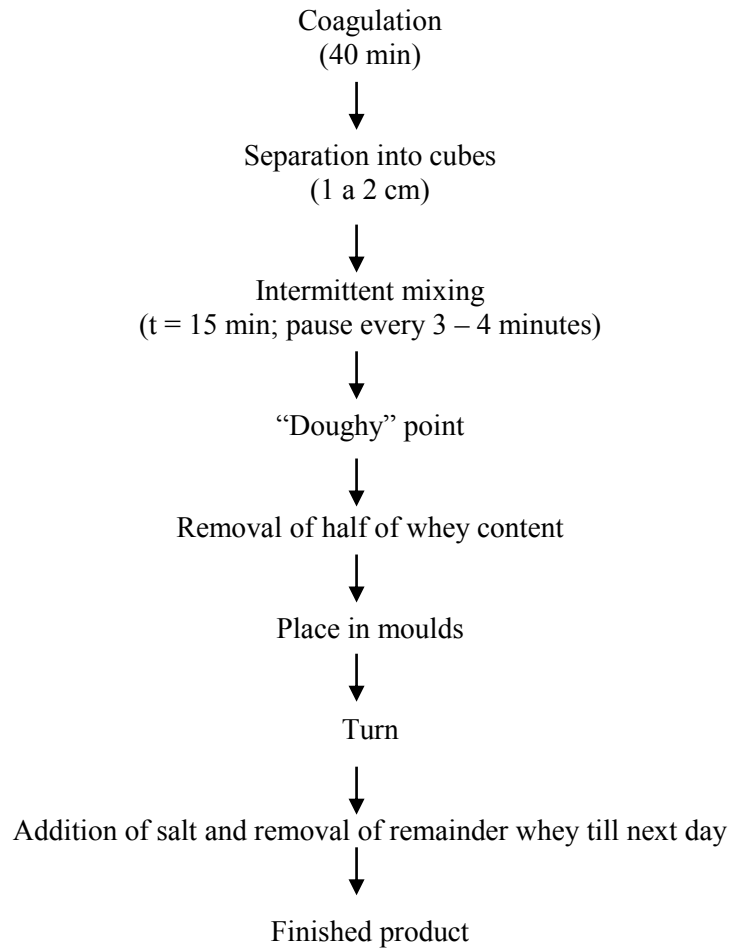 Coagulation
(40 min)
Separation into cubes
(1 a 2 cm)
Intermittent mixing
(t = 15 min; pause every 3 – 4 minutes)
“Doughy” point
Removal of half of whey content
Place in moulds
Turn
Addition of salt and removal of remainder whey till next day
Finished product